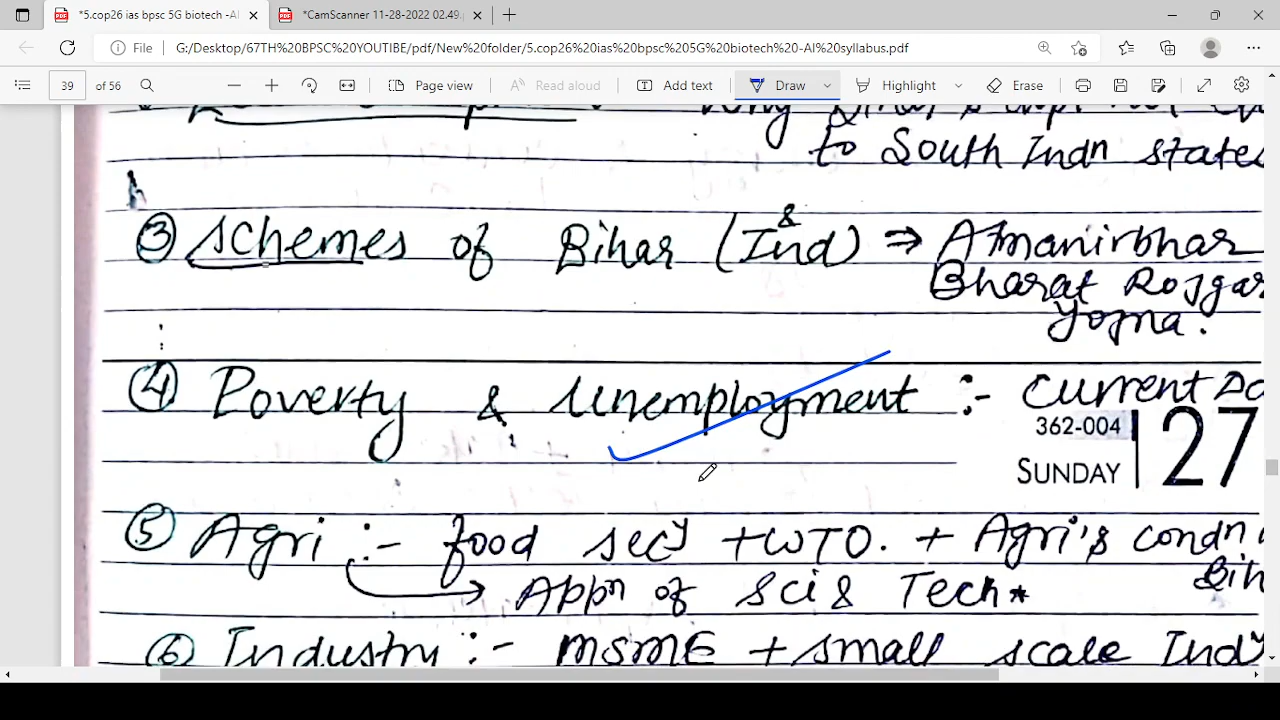 *5.cop26 ias bpsc 5G biotech -AI
*CamScanner 11-28-2022 02.49.p
File
G:/Desktop/67TH%20BPSC%20YOUTIBE/pdf/New%20folder/5.cop26%20ias%20bpsc%205G%20biotech%20-AI%20syllabus.pdf
39 of 56
Page view
Read aloud
Add text
Draw
Highlight
Erase
to South Indn states
③ Schemes of Bihar (& Ind) ⇒ Atmanirbhar
Bharat Rojgar
Yojna.
④ Poverty & Unemployment :- Current Da
362-004
SUNDAY 27
⑤ Agri :- food secy + WTO. + Agri's condn
Bih
Appn of Sci & Tech *
⑥ Industry :- MSME + small scale Indy